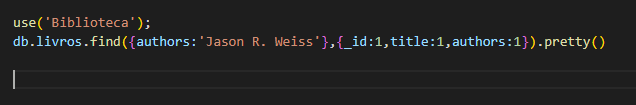 use('Biblioteca');
db.livros.find({authors:'Jason R. Weiss'},{_id:1,title:1,authors:1}).pretty()